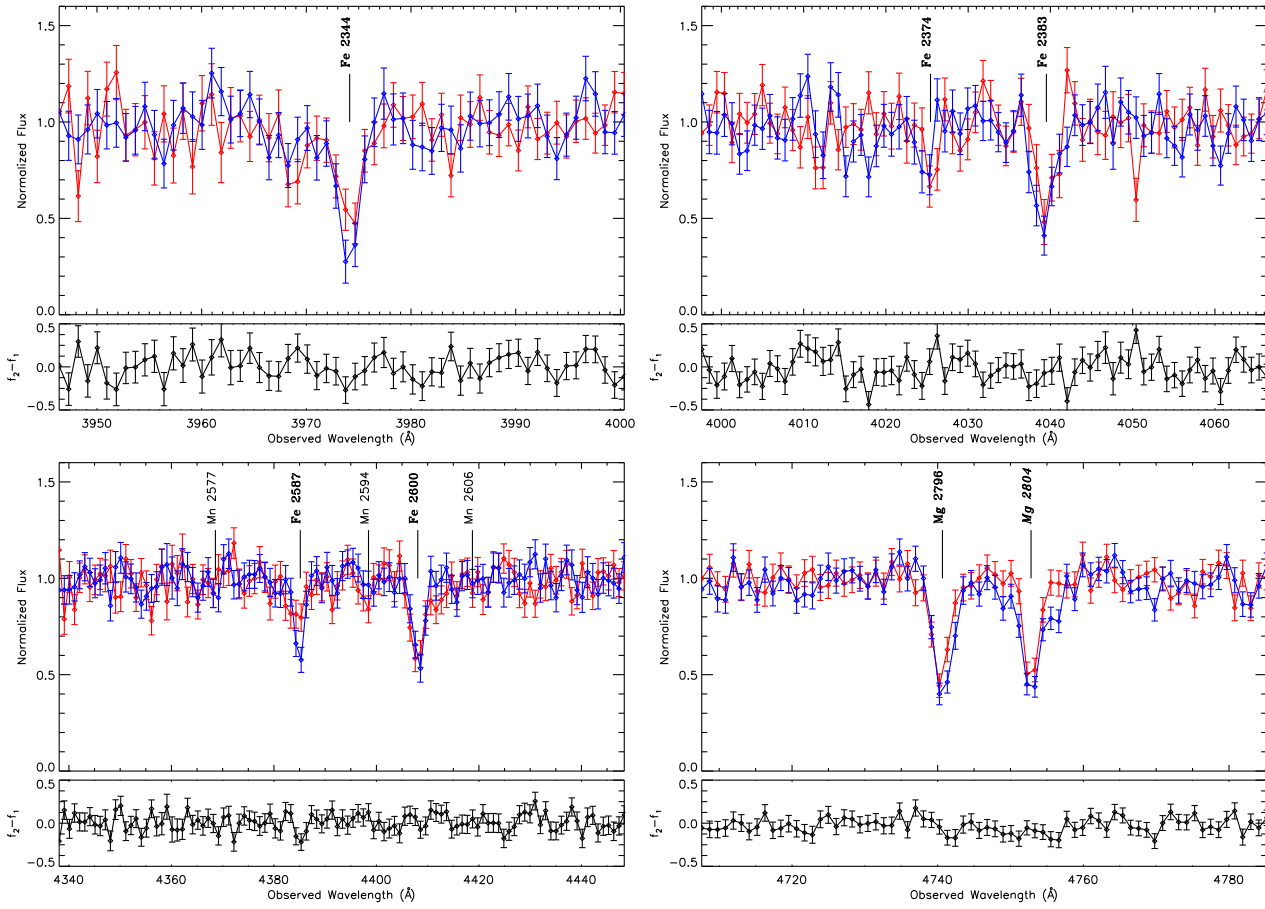 Fe 2344
1.5
1.0
0.5
0.0
Normalized Flux
0.5
0.0
−0.5
f2−f1
3950 3960 3970 3980 3990 4000
Observed Wavelength (Å)
Fe 2374
Fe 2383
1.5
1.0
0.5
0.0
Normalized Flux
0.5
0.0
−0.5
f2−f1
4000 4010 4020 4030 4040 4050 4060
Observed Wavelength (Å)
Mn 2577
Fe 2587
Mn 2594
Fe 2600
Mn 2606
1.5
1.0
0.5
0.0
Normalized Flux
0.5
0.0
−0.5
f2−f1
4340 4360 4380 4400 4420 4440
Observed Wavelength (Å)
Mg 2796
Mg 2804
1.5
1.0
0.5
0.0
Normalized Flux
0.5
0.0
−0.5
f2−f1
4720 4740 4760 4780
Observed Wavelength (Å)